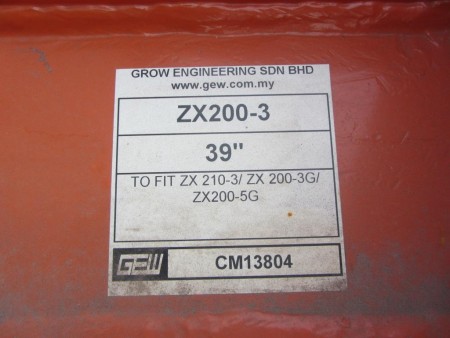 GROW ENGINEERING SDN BHD
www.gew.com.my
ZX200-3
39"
TO FIT ZX 210-3/ ZX 200-3G/
ZX200-5G
GEW CM13804